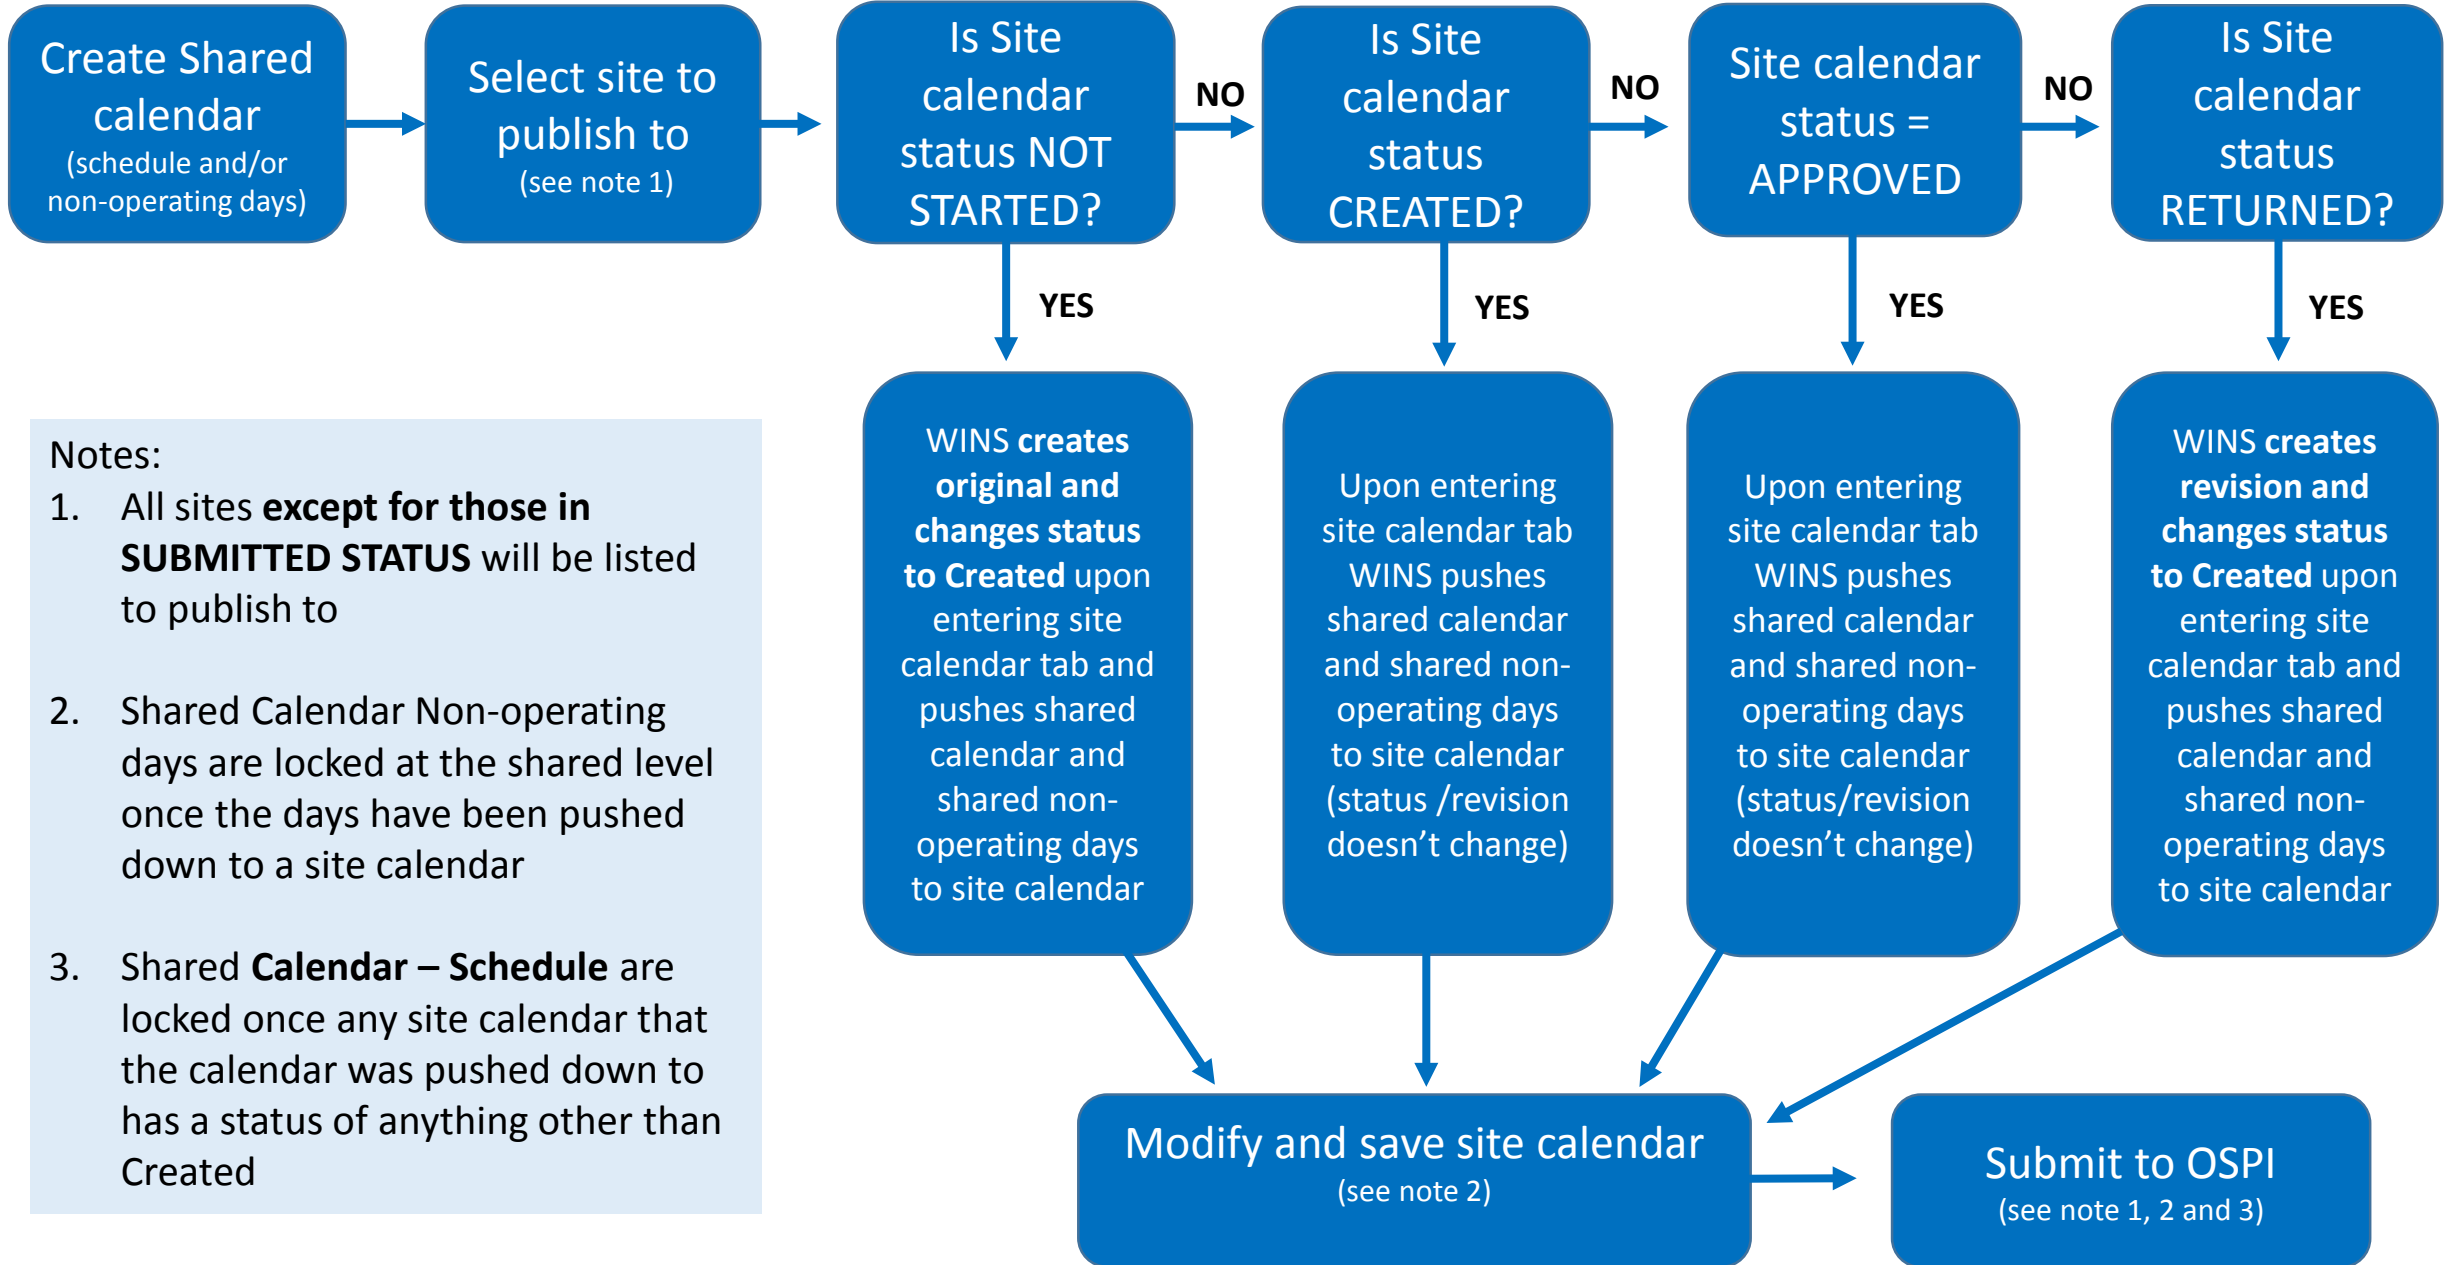 Create Shared
calendar
(schedule and/or
non-operating days)
Select site to
publish to
(see note 1)
Is Site
calendar
status NOT
STARTED?
NO
Is Site
calendar
status
CREATED?
NO
Site calendar
status =
APPROVED
NO
Is Site
calendar
status
RETURNED?
YES
YES
YES
YES
WINS creates
original and
changes status
to Created upon
entering site
calendar tab and
pushes shared
calendar and
shared non-
operating days
to site calendar
Upon entering
site calendar tab
WINS pushes
shared calendar
and shared non-
operating days
to site calendar
(status /revision
doesn’t change)
Upon entering
site calendar tab
WINS pushes
shared calendar
and shared non-
operating days
to site calendar
(status/revision
doesn’t change)
WINS creates
revision and
changes status
to Created upon
entering site
calendar tab and
pushes shared
calendar and
shared non-
operating days
to site calendar
Notes:
1. All sites except for those in
SUBMITTED STATUS will be listed
to publish to
2. Shared Calendar Non-operating
days are locked at the shared level
once the days have been pushed
down to a site calendar
3. Shared Calendar – Schedule are
locked once any site calendar that
the calendar was pushed down to
has a status of anything other than
Created
Modify and save site calendar
(see note 2)
Submit to OSPI
(see note 1, 2 and 3)